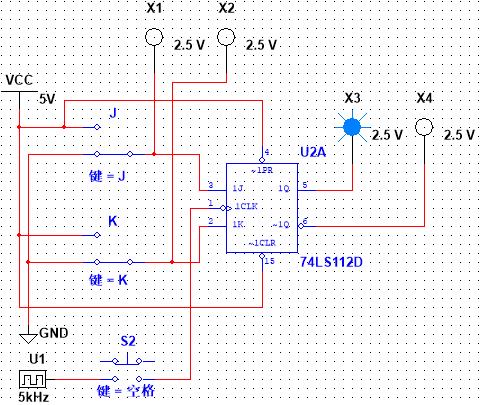 X1 X2
2.5 V 2.5 V
VCC
5V
J
X3 X4
2.5 V 2.5 V
键 = J
U2A
4
~1PR
3 1J 1Q 5
1 1CLK
2 1K ~1Q 6
~1CLR
15
74LS112D
K
键 = K
GND
S2
U1
键 = 空格
5kHz